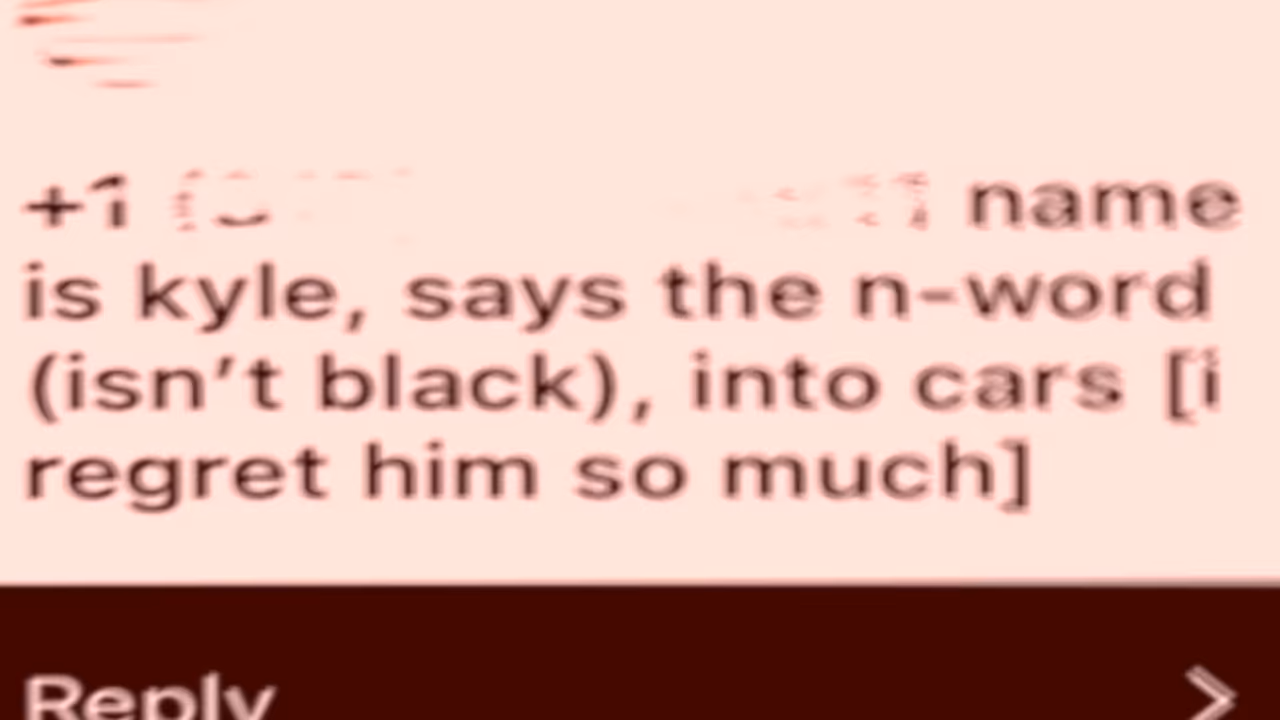 +1 name
is kyle, says the n-word
(isn't black), into cars [i
regret him so much]
Reply